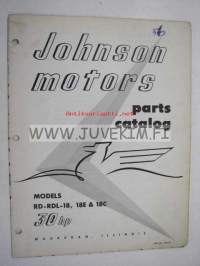 Johnson
motors
parts
catalog
WWW.JUVEKIM.FI
MODELS
RD-RDL-18, 18E & 18C
30 hp
WAUKEGAN, ILLINOIS